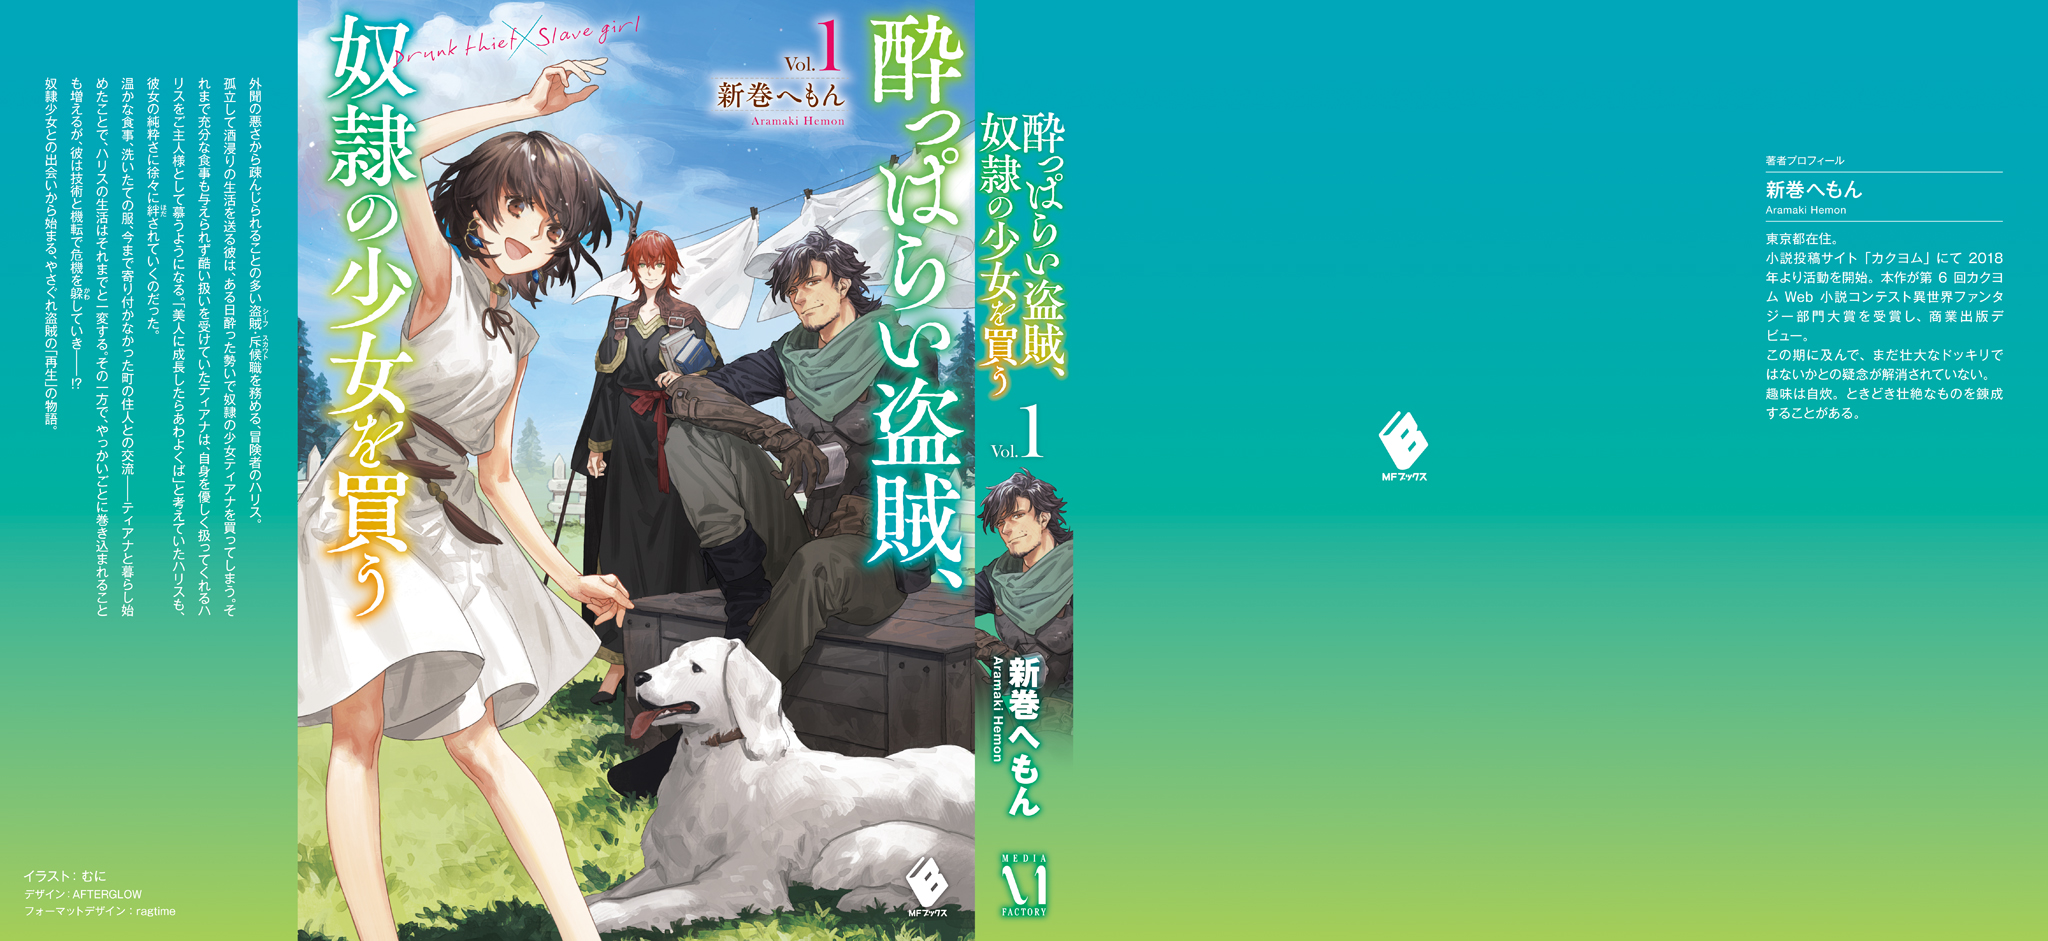 外聞の悪さから疎んじられることの多い盗賊・斥候職を務める、冒険者のハリス。
シーフ スカウト
孤立して酒浸りの生活を送る彼は、ある日酔った勢いで奴隷の少女ティアナを買ってしまう。そ
れまで充分な食事も与えられず酷い扱いを受けていたティアナは、自身を優しく扱ってくれるハ
リスをご主人様として慕うようになる。「美人に成長したらあわよくば」と考えていたハリスも、
彼女の純粋さに徐々に絆されていくのだった。
ほだ
温かな食事、洗いたての服、今まで寄り付かなかった町の住人との交流――ティアナと暮らし始
めたことで、ハリスの生活はそれまでと一変する。その一方で、やっかいごとに巻き込まれること
も増えるが、彼は技術と機転で危機を躱していき――!?
かわ
奴隷少女との出会いから始まる、やさぐれ盗賊の「再生」の物語。
イラスト：むに
デザイン：AFTERGLOW
フォーマットデザイン：ragtime
酔っぱらい盗賊、
奴隷の少女を買う
Drunk thief×Slave girl
Vol.1
新巻へもん
Aramaki Hemon
MFブックス
酔っぱらい盗賊、
奴隷の少女を買う
Vol.1
新巻へもん
Aramaki Hemon
MEDIA
FACTORY
MFブックス
著者プロフィール
新巻へもん
Aramaki Hemon
東京都在住。
小説投稿サイト「カクヨム」にて 2018
年より活動を開始。本作が第 6 回カクヨ
ム Web 小説コンテスト異世界ファンタ
ジー部門大賞を受賞し、商業出版デ
ビュー。
この期に及んで、まだ壮大なドッキリで
はないかとの疑念が解消されていない。
趣味は自炊。ときどき壮絶なものを錬成
することがある。